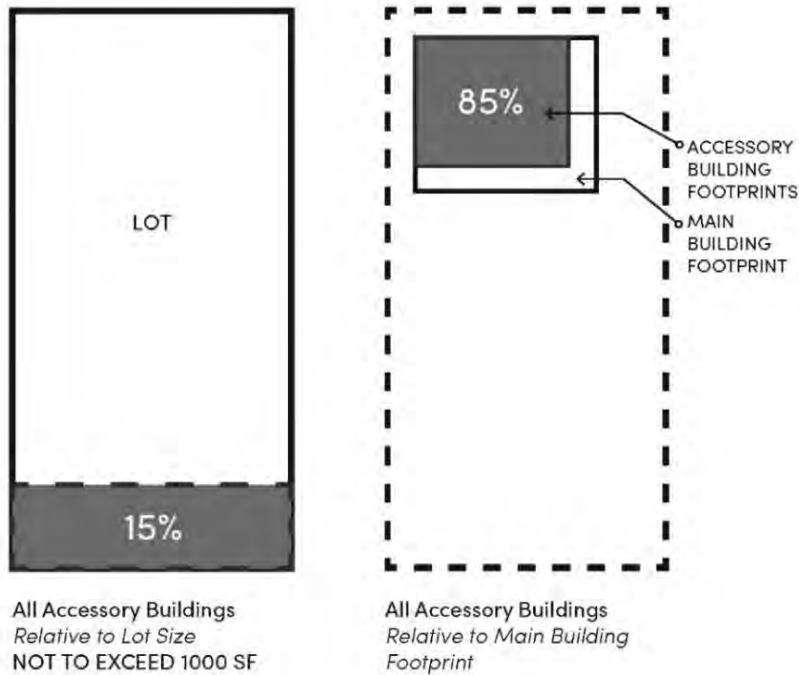 LOT
15%
All Accessory Buildings
Relative to Lot Size
NOT TO EXCEED 1000 SF
85%
ACCESSORY
BUILDING
FOOTPRINTS
MAIN
BUILDING
FOOTPRINT
All Accessory Buildings
Relative to Main Building
Footprint